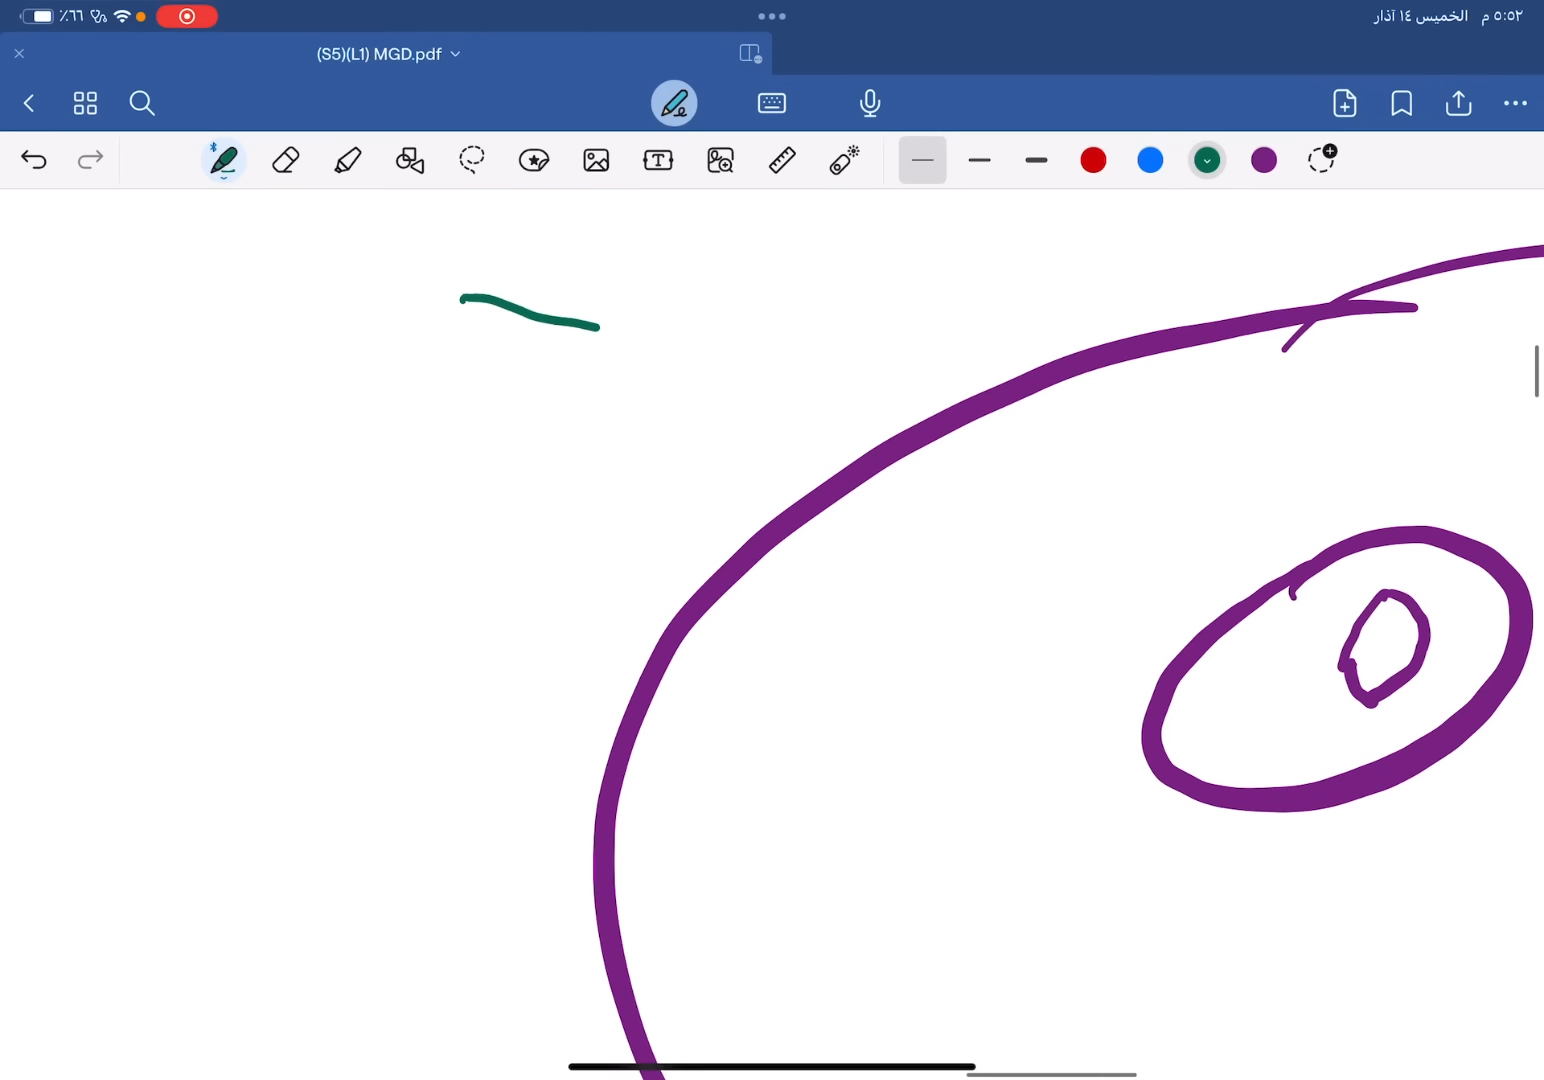 ٪٦٦
٥:٥٢ م الخميس ١٤ آذار
(S5)(L1) MGD.pdf
T